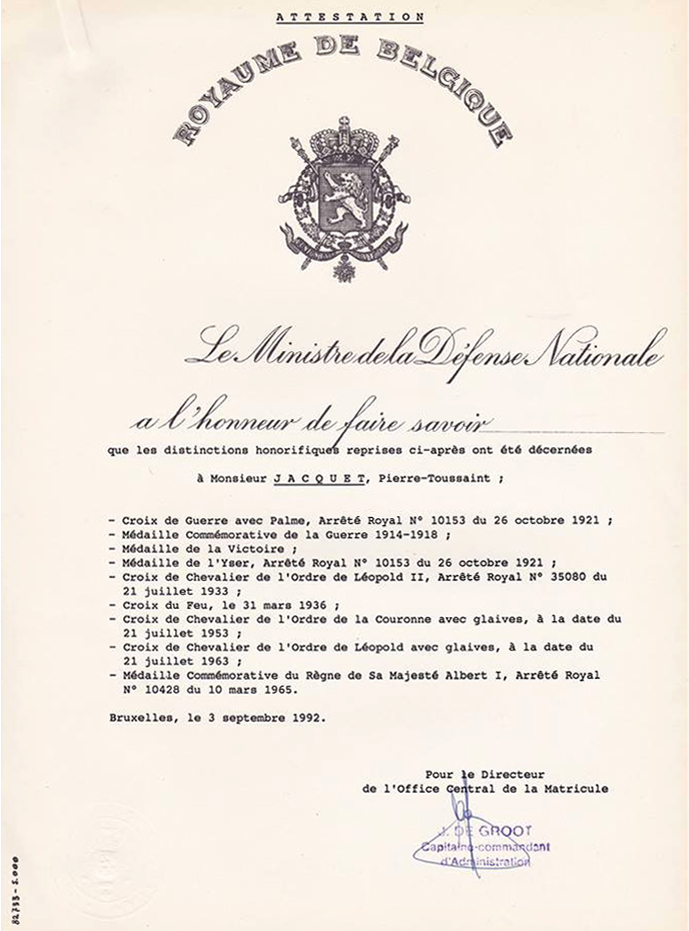 ATTESTATION
ROYAUME DE BELGIQUE
Le Ministre de la Défense Nationale
a l'honneur de faire savoir
que les distinctions honorifiques reprises ci-après ont été décernées
à Monsieur JACQUET, Pierre-Toussaint ;
- Croix de Guerre avec Palme, Arrêté Royal N° 10153 du 26 octobre 1921 ;
- Médaille Commémorative de la Guerre 1914-1918 ;
- Médaille de la Victoire ;
- Médaille de l'Yser, Arrêté Royal N° 10153 du 26 octobre 1921 ;
- Croix de Chevalier de l'Ordre de Léopold II, Arrêté Royal N° 35080 du
21 juillet 1933 ;
- Croix du Feu, le 31 mars 1936 ;
- Croix de Chevalier de l'Ordre de la Couronne avec glaives, à la date du
21 juillet 1953 ;
- Croix de Chevalier de l'Ordre de Léopold avec glaives, à la date du
21 juillet 1963 ;
- Médaille Commémorative du Règne de Sa Majesté Albert I, Arrêté Royal
N° 10428 du 10 mars 1965.
Bruxelles, le 3 septembre 1992.
Pour le Directeur
de l'Office Central de la Matricule
J. DE GROOT
Capitaine-commandant
d'Administration
82733 - 5.000